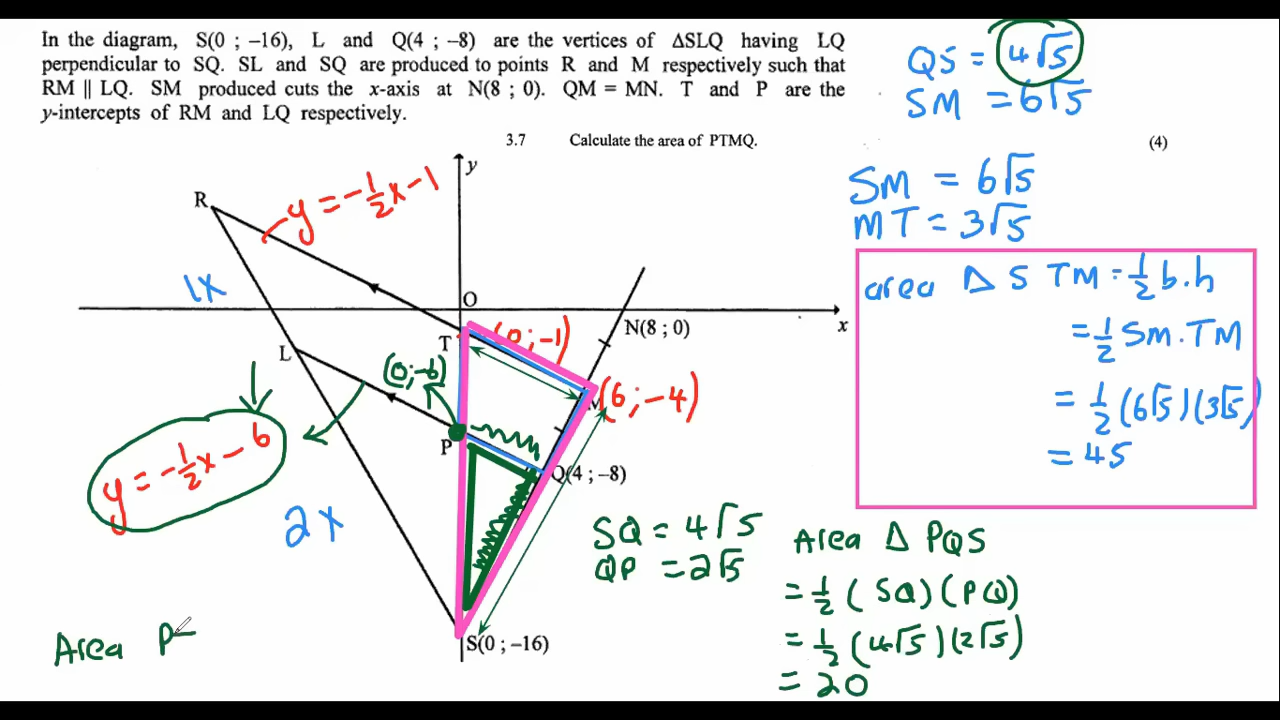 In the diagram, S(0 ; –16), L and Q(4 ; –8) are the vertices of ΔSLQ having LQ
perpendicular to SQ. SL and SQ are produced to points R and M respectively such that
RM || LQ. SM produced cuts the x-axis at N(8 ; 0). QM = MN. T and P are the
y-intercepts of RM and LQ respectively.
3.7 Calculate the area of PTMQ. (4)
QS = 4√5
SM = 6√5
SM = 6√5
MT = 3√5
area Δ STM = ½ b.h
= ½ SM.TM
= ½ (6√5)(3√5)
= 45
y
R
y = -½x - 1
1x
O
x
N(8 ; 0)
T
(0 ; -1)
L
(0;-6)
M
(6 ; -4)
P
Q(4 ; –8)
y = -½x - 6
2x
S(0 ; –16)
SQ = 4√5
QP = 2√5
Area Δ PQS
= ½ (SQ)(PQ)
= ½ (4√5)(2√5)
= 20
Area PT